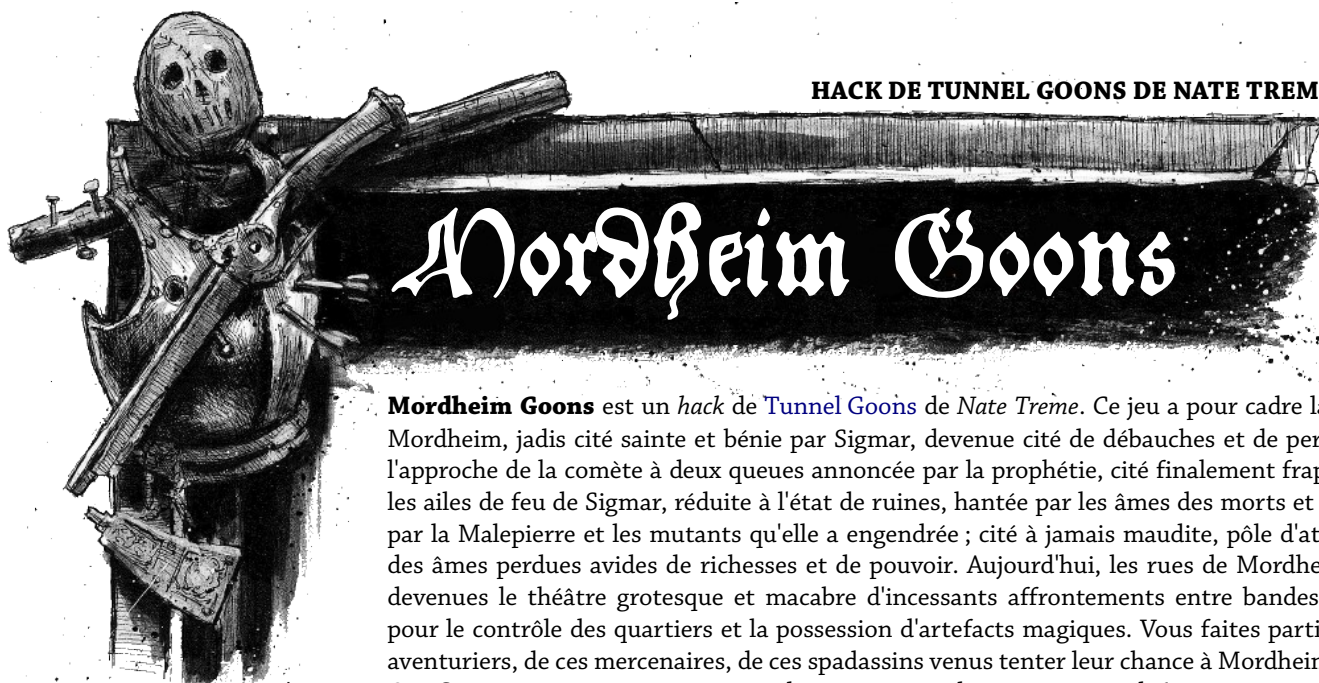 HACK DE TUNNEL GOONS DE NATE TREM
Mordheim Goons
Mordheim Goons est un hack de Tunnel Goons de Nate Treme. Ce jeu a pour cadre la
Mordheim, jadis cité sainte et bénie par Sigmar, devenue cité de débauches et de per
l'approche de la comète à deux queues annoncée par la prophétie, cité finalement frap
les ailes de feu de Sigmar, réduite à l'état de ruines, hantée par les âmes des morts et
par la Malepierre et les mutants qu'elle a engendrée ; cité à jamais maudite, pôle d'at
des âmes perdues avides de richesses et de pouvoir. Aujourd'hui, les rues de Mordhe
devenues le théâtre grotesque et macabre d'incessants affrontements entre bandes
pour le contrôle des quartiers et la possession d'artefacts magiques. Vous faites parti
aventuriers, de ces mercenaires, de ces spadassins venus tenter leur chance à Mordheim